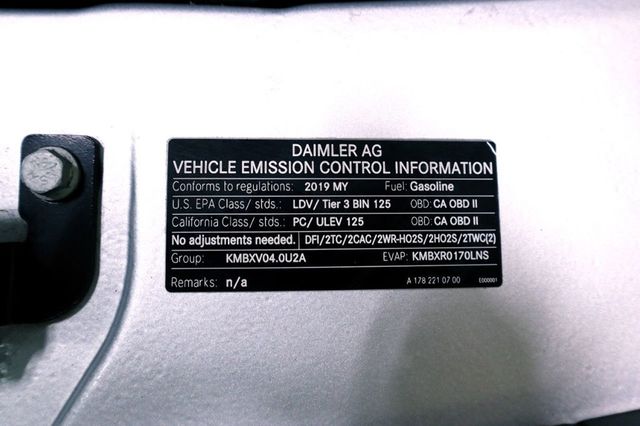 DAIMLER AG
VEHICLE EMISSION CONTROL INFORMATION
Conforms to regulations: 2019 MY Fuel: Gasoline
U.S. EPA Class/ stds.: LDV/ Tier 3 BIN 125 OBD: CA OBD II
California Class/ stds.: PC/ ULEV 125 OBD: CA OBD II
No adjustments needed. DFI/2TC/2CAC/2WR-HO2S/2HO2S/2TWC(2)
Group: KMBXV04.0U2A EVAP: KMBXR0170LNS
Remarks: n/a A 178 221 07 00 E000001